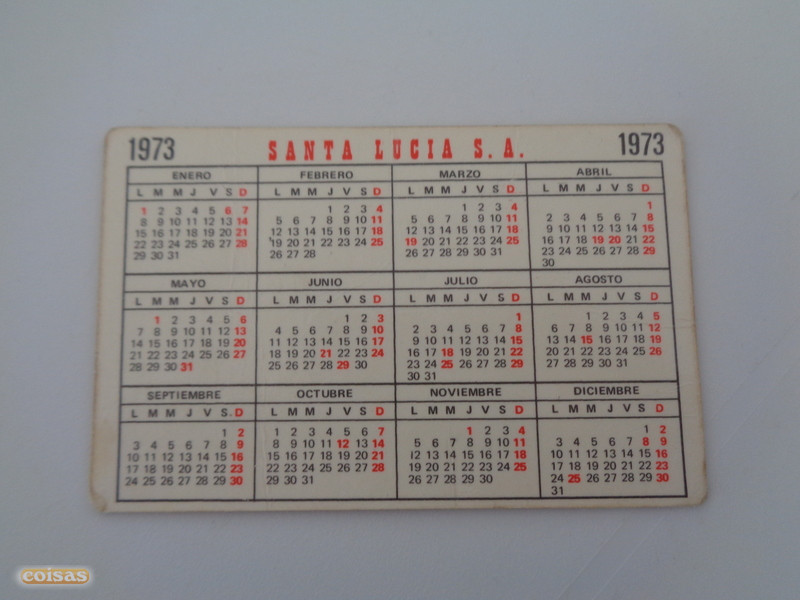 1973 SANTA LUCIA S. A. 1973
ENERO
L M M J V S D
1 2 3 4 5 6 7
8 9 10 11 12 13 14
15 16 17 18 19 20 21
22 23 24 25 26 27 28
29 30 31
FEBRERO
L M M J V S D
1 2 3 4
5 6 7 8 9 10 11
12 13 14 15 16 17 18
19 20 21 22 23 24 25
26 27 28
MARZO
L M M J V S D
1 2 3 4
5 6 7 8 9 10 11
12 13 14 15 16 17 18
19 20 21 22 23 24 25
26 27 28 29 30 31
ABRIL
L M M J V S D
1
2 3 4 5 6 7 8
9 10 11 12 13 14 15
16 17 18 19 20 21 22
23 24 25 26 27 28 29
30
MAYO
L M M J V S D
1 2 3 4 5 6
7 8 9 10 11 12 13
14 15 16 17 18 19 20
21 22 23 24 25 26 27
28 29 30 31
JUNIO
L M M J V S D
1 2 3
4 5 6 7 8 9 10
11 12 13 14 15 16 17
18 19 20 21 22 23 24
25 26 27 28 29 30
JULIO
L M M J V S D
1
2 3 4 5 6 7 8
9 10 11 12 13 14 15
16 17 18 19 20 21 22
23 24 25 26 27 28 29
30 31
AGOSTO
L M M J V S D
1 2 3 4 5
6 7 8 9 10 11 12
13 14 15 16 17 18 19
20 21 22 23 24 25 26
27 28 29 30 31
SEPTIEMBRE
L M M J V S. D
1 2
3 4 5 6 7 8 9
10 11 12 13 14 15 16
17 18 19 20 21 22 23
24 25 26 27 28 29 30
OCTUBRE
L M M J V S D
1 2 3 4 5 6 7
8 9 10 11 12 13 14
15 16 17 18 19 20 21
22 23 24 25 26 27 28
29 30 31
NOVIEMBRE
L M M J V S D
1 2 3 4
5 6 7 8 9 10 11
12 13 14 15 16 17 18
19 20 21 22 23 24 25
26 27 28 29 30
DICIEMBRE
L M M J V S D
1 2
3 4 5 6 7 8 9
10 11 12 13 14 15 16
17 18 19 20 21 22 23
24 25 26 27 28 29 30
31
coisas